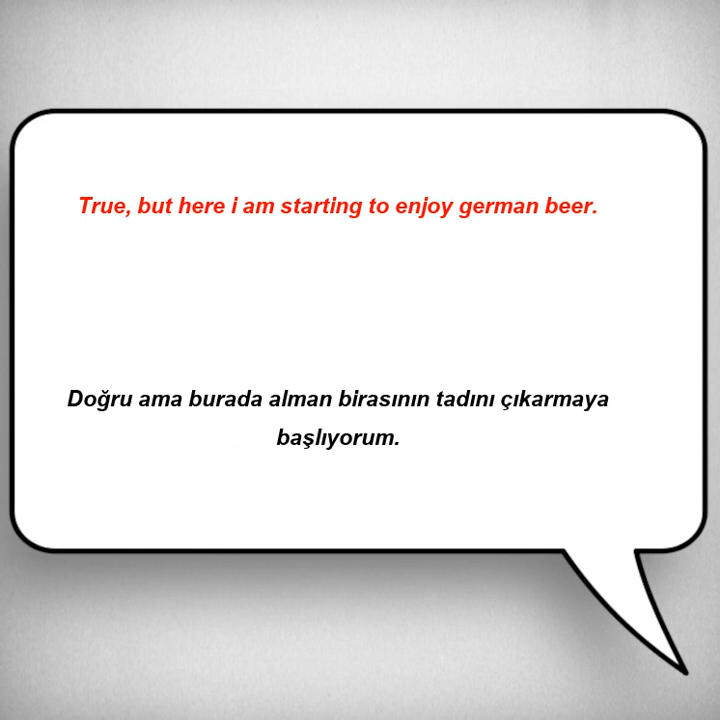 True, but here i am starting to enjoy german beer.
Doğru ama burada alman birasının tadını çıkarmaya
başlıyorum.